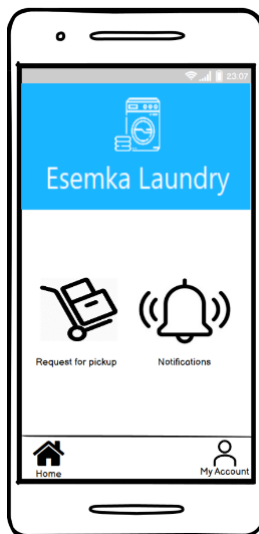 23:07
Esemka Laundry
Request for pickup
Notifications
Home
My Account